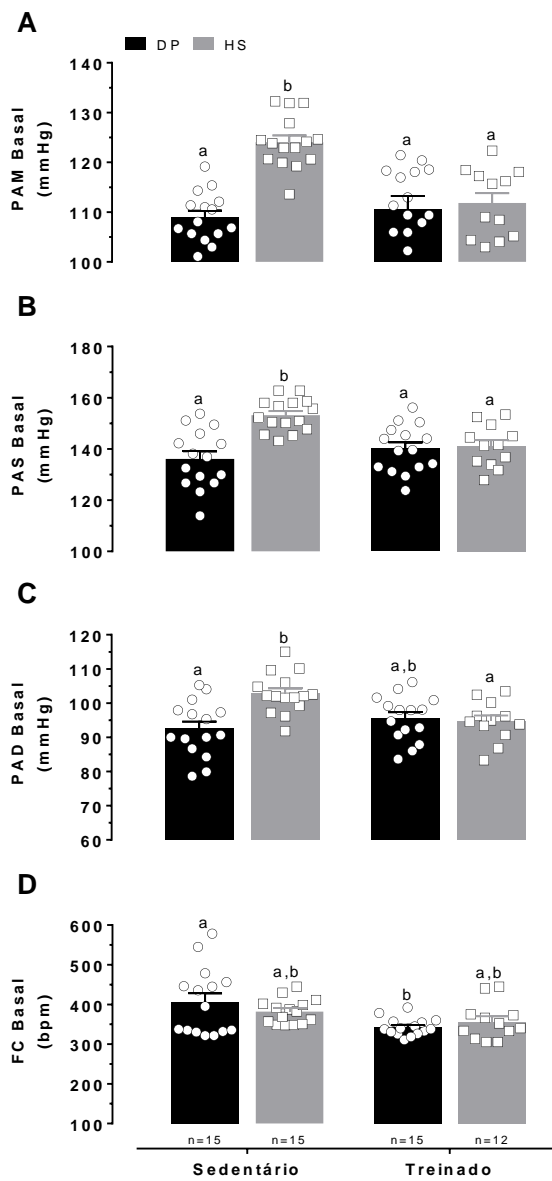 A
DP HS
PAM Basal
(mmHg)
140
130
120
110
100
a
b
a
a
B
PAS Basal
(mmHg)
180
160
140
120
100
a
b
a
a
C
PAD Basal
(mmHg)
120
110
100
90
80
70
60
a
b
a,b
a
D
FC Basal
(bpm)
600
500
400
300
200
100
a
a,b
b
a,b
n=15 n=15 n=15 n=12
Sedentário Treinado